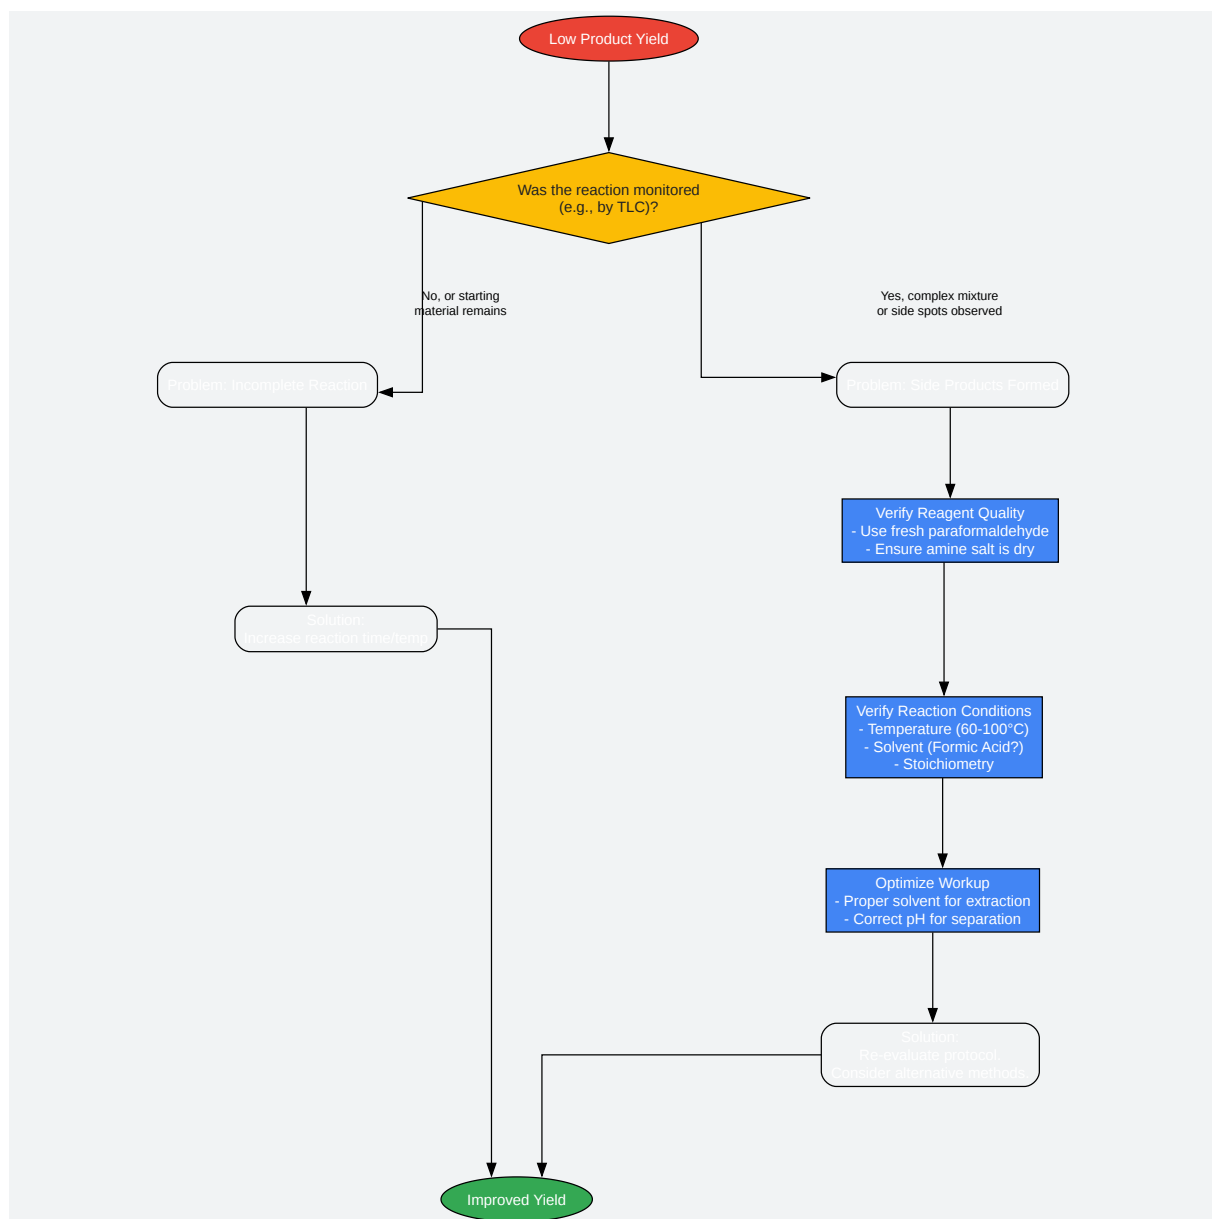 Low Product Yield
Was the reaction monitored
(e.g., by TLC)?
No, or starting
material remains
Yes, complex mixture
or side spots observed
Problem: Incomplete Reaction
Problem: Side Products Formed
Verify Reagent Quality
- Use fresh paraformaldehyde
- Ensure amine salt is dry
Solution:
Increase reaction time/temp
Verify Reaction Conditions
- Temperature (60-100°C)
- Solvent (Formic Acid?)
- Stoichiometry
Optimize Workup
- Proper solvent for extraction
- Correct pH for separation
Solution:
Re-evaluate protocol.
Consider alternative methods.
Improved Yield